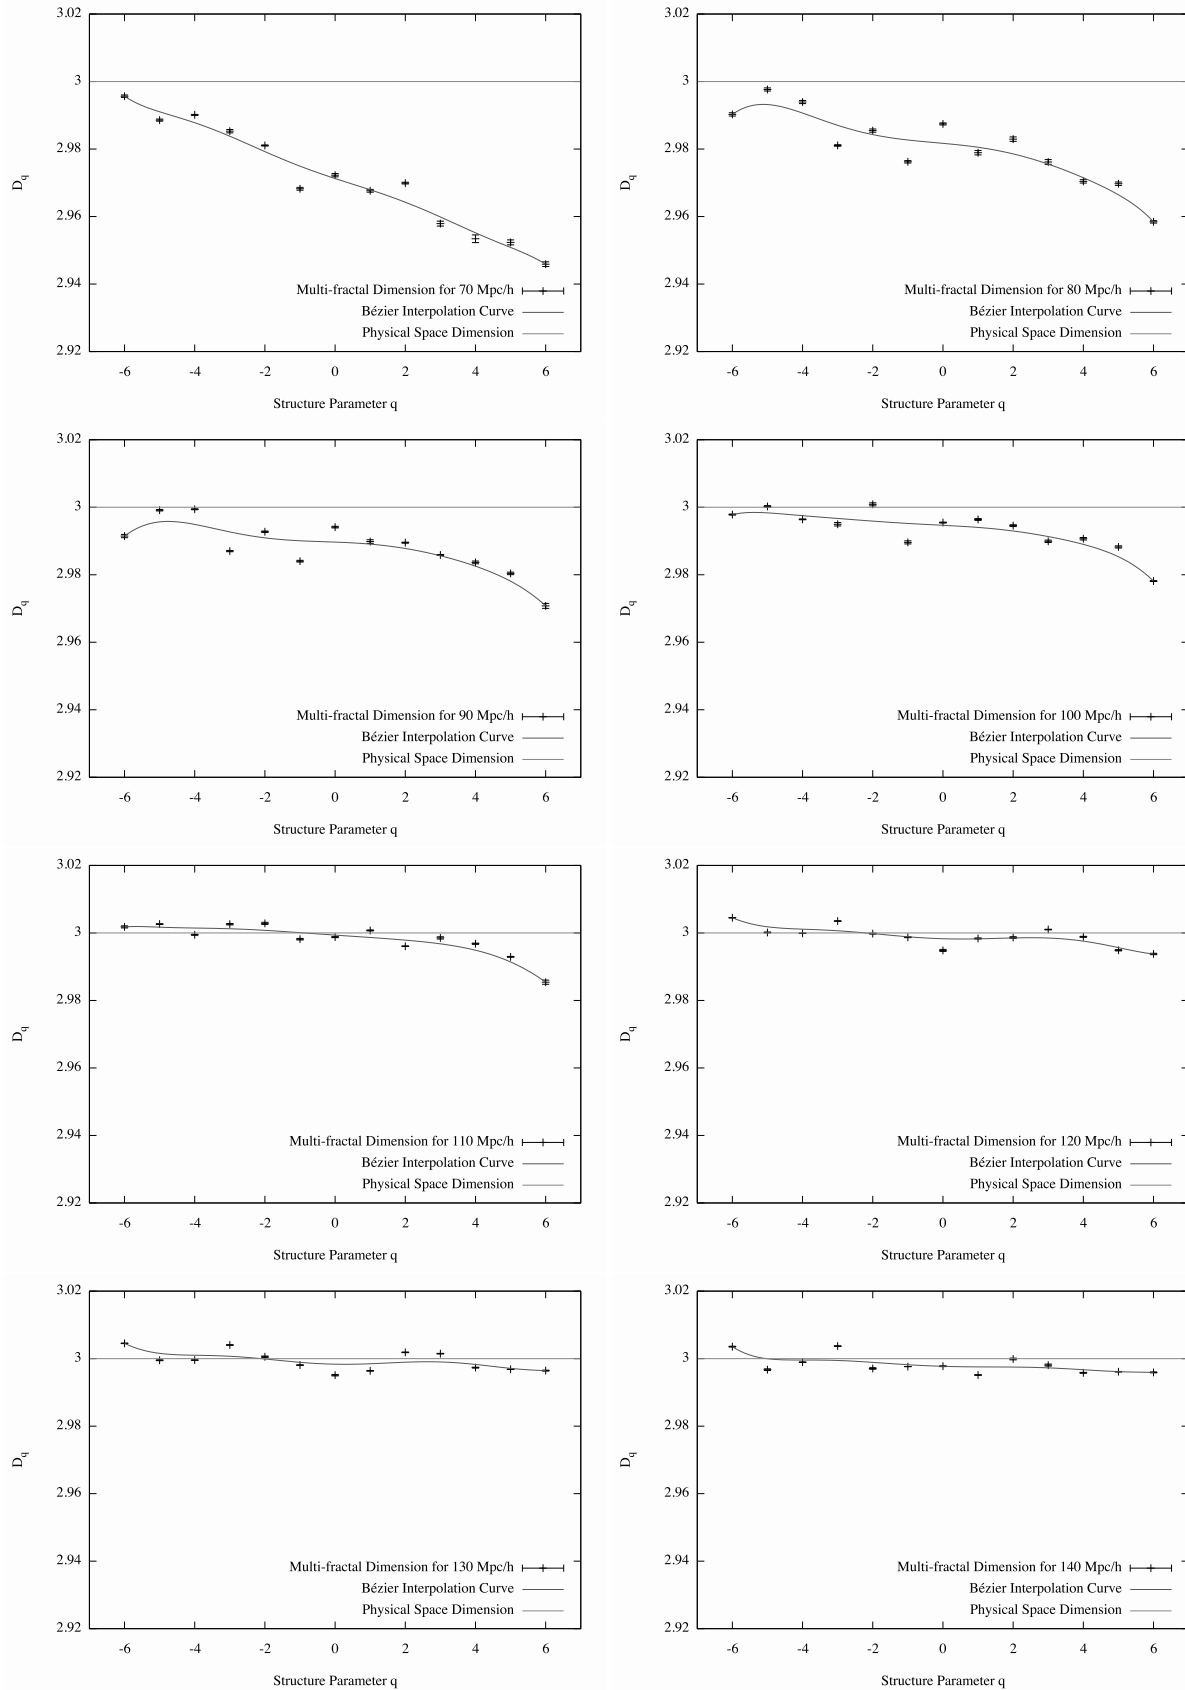 3.02
3
2.98
2.96
2.94
2.92
D_q
Multi-fractal Dimension for 70 Mpc/h
Bézier Interpolation Curve
Physical Space Dimension
-6 -4 -2 0 2 4 6
Structure Parameter q
3.02
3
2.98
2.96
2.94
2.92
D_q
Multi-fractal Dimension for 80 Mpc/h
Bézier Interpolation Curve
Physical Space Dimension
-6 -4 -2 0 2 4 6
Structure Parameter q
3.02
3
2.98
2.96
2.94
2.92
D_q
Multi-fractal Dimension for 90 Mpc/h
Bézier Interpolation Curve
Physical Space Dimension
-6 -4 -2 0 2 4 6
Structure Parameter q
3.02
3
2.98
2.96
2.94
2.92
D_q
Multi-fractal Dimension for 100 Mpc/h
Bézier Interpolation Curve
Physical Space Dimension
-6 -4 -2 0 2 4 6
Structure Parameter q
3.02
3
2.98
2.96
2.94
2.92
D_q
Multi-fractal Dimension for 110 Mpc/h
Bézier Interpolation Curve
Physical Space Dimension
-6 -4 -2 0 2 4 6
Structure Parameter q
3.02
3
2.98
2.96
2.94
2.92
D_q
Multi-fractal Dimension for 120 Mpc/h
Bézier Interpolation Curve
Physical Space Dimension
-6 -4 -2 0 2 4 6
Structure Parameter q
3.02
3
2.98
2.96
2.94
2.92
D_q
Multi-fractal Dimension for 130 Mpc/h
Bézier Interpolation Curve
Physical Space Dimension
-6 -4 -2 0 2 4 6
Structure Parameter q
3.02
3
2.98
2.96
2.94
2.92
D_q
Multi-fractal Dimension for 140 Mpc/h
Bézier Interpolation Curve
Physical Space Dimension
-6 -4 -2 0 2 4 6
Structure Parameter q